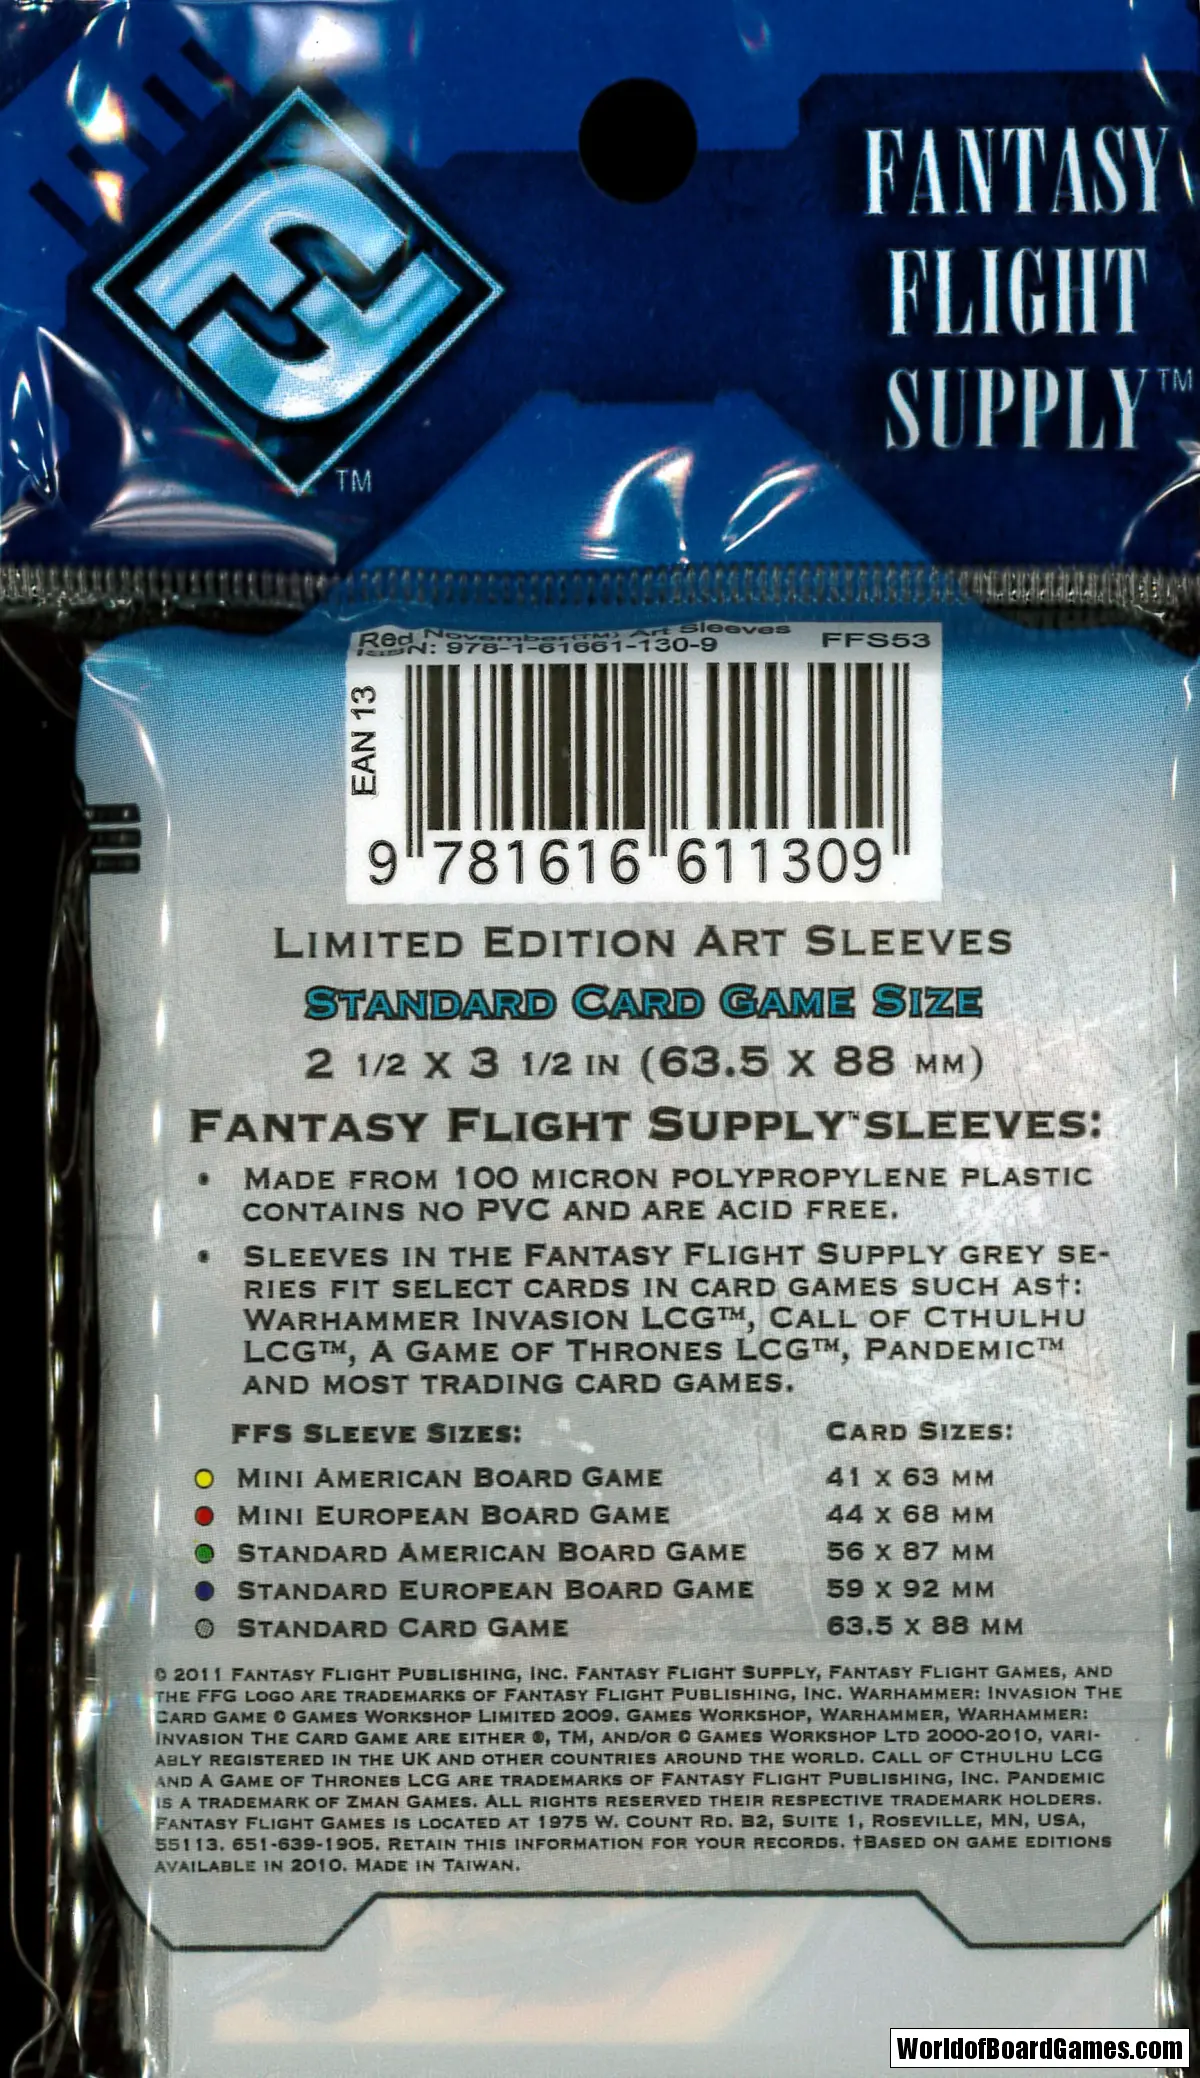 FANTASY
FLIGHT
SUPPLY™
TM
Red November(TM) Art Sleeves
ISBN: 978-1-61661-130-9 FFS53
EAN 13
9 781616 611309
LIMITED EDITION ART SLEEVES
STANDARD CARD GAME SIZE
2 1/2 X 3 1/2 IN (63.5 X 88 MM)
FANTASY FLIGHT SUPPLY™ SLEEVES:
• MADE FROM 100 MICRON POLYPROPYLENE PLASTIC
CONTAINS NO PVC AND ARE ACID FREE.
• SLEEVES IN THE FANTASY FLIGHT SUPPLY GREY SE-
RIES FIT SELECT CARDS IN CARD GAMES SUCH AS†:
WARHAMMER INVASION LCG™, CALL OF CTHULHU
LCG™, A GAME OF THRONES LCG™, PANDEMIC™
AND MOST TRADING CARD GAMES.
FFS SLEEVE SIZES: CARD SIZES:
MINI AMERICAN BOARD GAME 41 X 63 MM
MINI EUROPEAN BOARD GAME 44 X 68 MM
STANDARD AMERICAN BOARD GAME 56 X 87 MM
STANDARD EUROPEAN BOARD GAME 59 X 92 MM
STANDARD CARD GAME 63.5 X 88 MM
© 2011 FANTASY FLIGHT PUBLISHING, INC. FANTASY FLIGHT SUPPLY, FANTASY FLIGHT GAMES, AND
THE FFG LOGO ARE TRADEMARKS OF FANTASY FLIGHT PUBLISHING, INC. WARHAMMER: INVASION THE
CARD GAME © GAMES WORKSHOP LIMITED 2009. GAMES WORKSHOP, WARHAMMER, WARHAMMER:
INVASION THE CARD GAME ARE EITHER ®, TM, AND/OR © GAMES WORKSHOP LTD 2000-2010, VARI-
ABLY REGISTERED IN THE UK AND OTHER COUNTRIES AROUND THE WORLD. CALL OF CTHULHU LCG
AND A GAME OF THRONES LCG ARE TRADEMARKS OF FANTASY FLIGHT PUBLISHING, INC. PANDEMIC
IS A TRADEMARK OF ZMAN GAMES. ALL RIGHTS RESERVED THEIR RESPECTIVE TRADEMARK HOLDERS.
FANTASY FLIGHT GAMES IS LOCATED AT 1975 W. COUNT RD. B2, SUITE 1, ROSEVILLE, MN, USA,
55113. 651-639-1905. RETAIN THIS INFORMATION FOR YOUR RECORDS. †BASED ON GAME EDITIONS
AVAILABLE IN 2010. MADE IN TAIWAN.
WorldofBoardGames.com